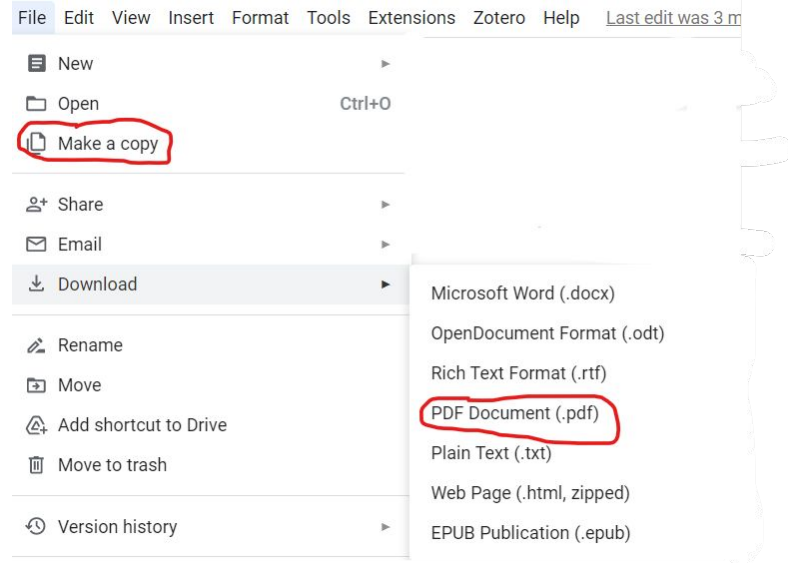 File Edit View Insert Format Tools Extensions Zotero Help Last edit was 3 m
New
Open Ctrl+O
Make a copy
Share
Email
Download
Microsoft Word (.docx)
OpenDocument Format (.odt)
Rename
Rich Text Format (.rtf)
Move
PDF Document (.pdf)
Add shortcut to Drive
Plain Text (.txt)
Move to trash
Web Page (.html, zipped)
Version history
EPUB Publication (.epub)